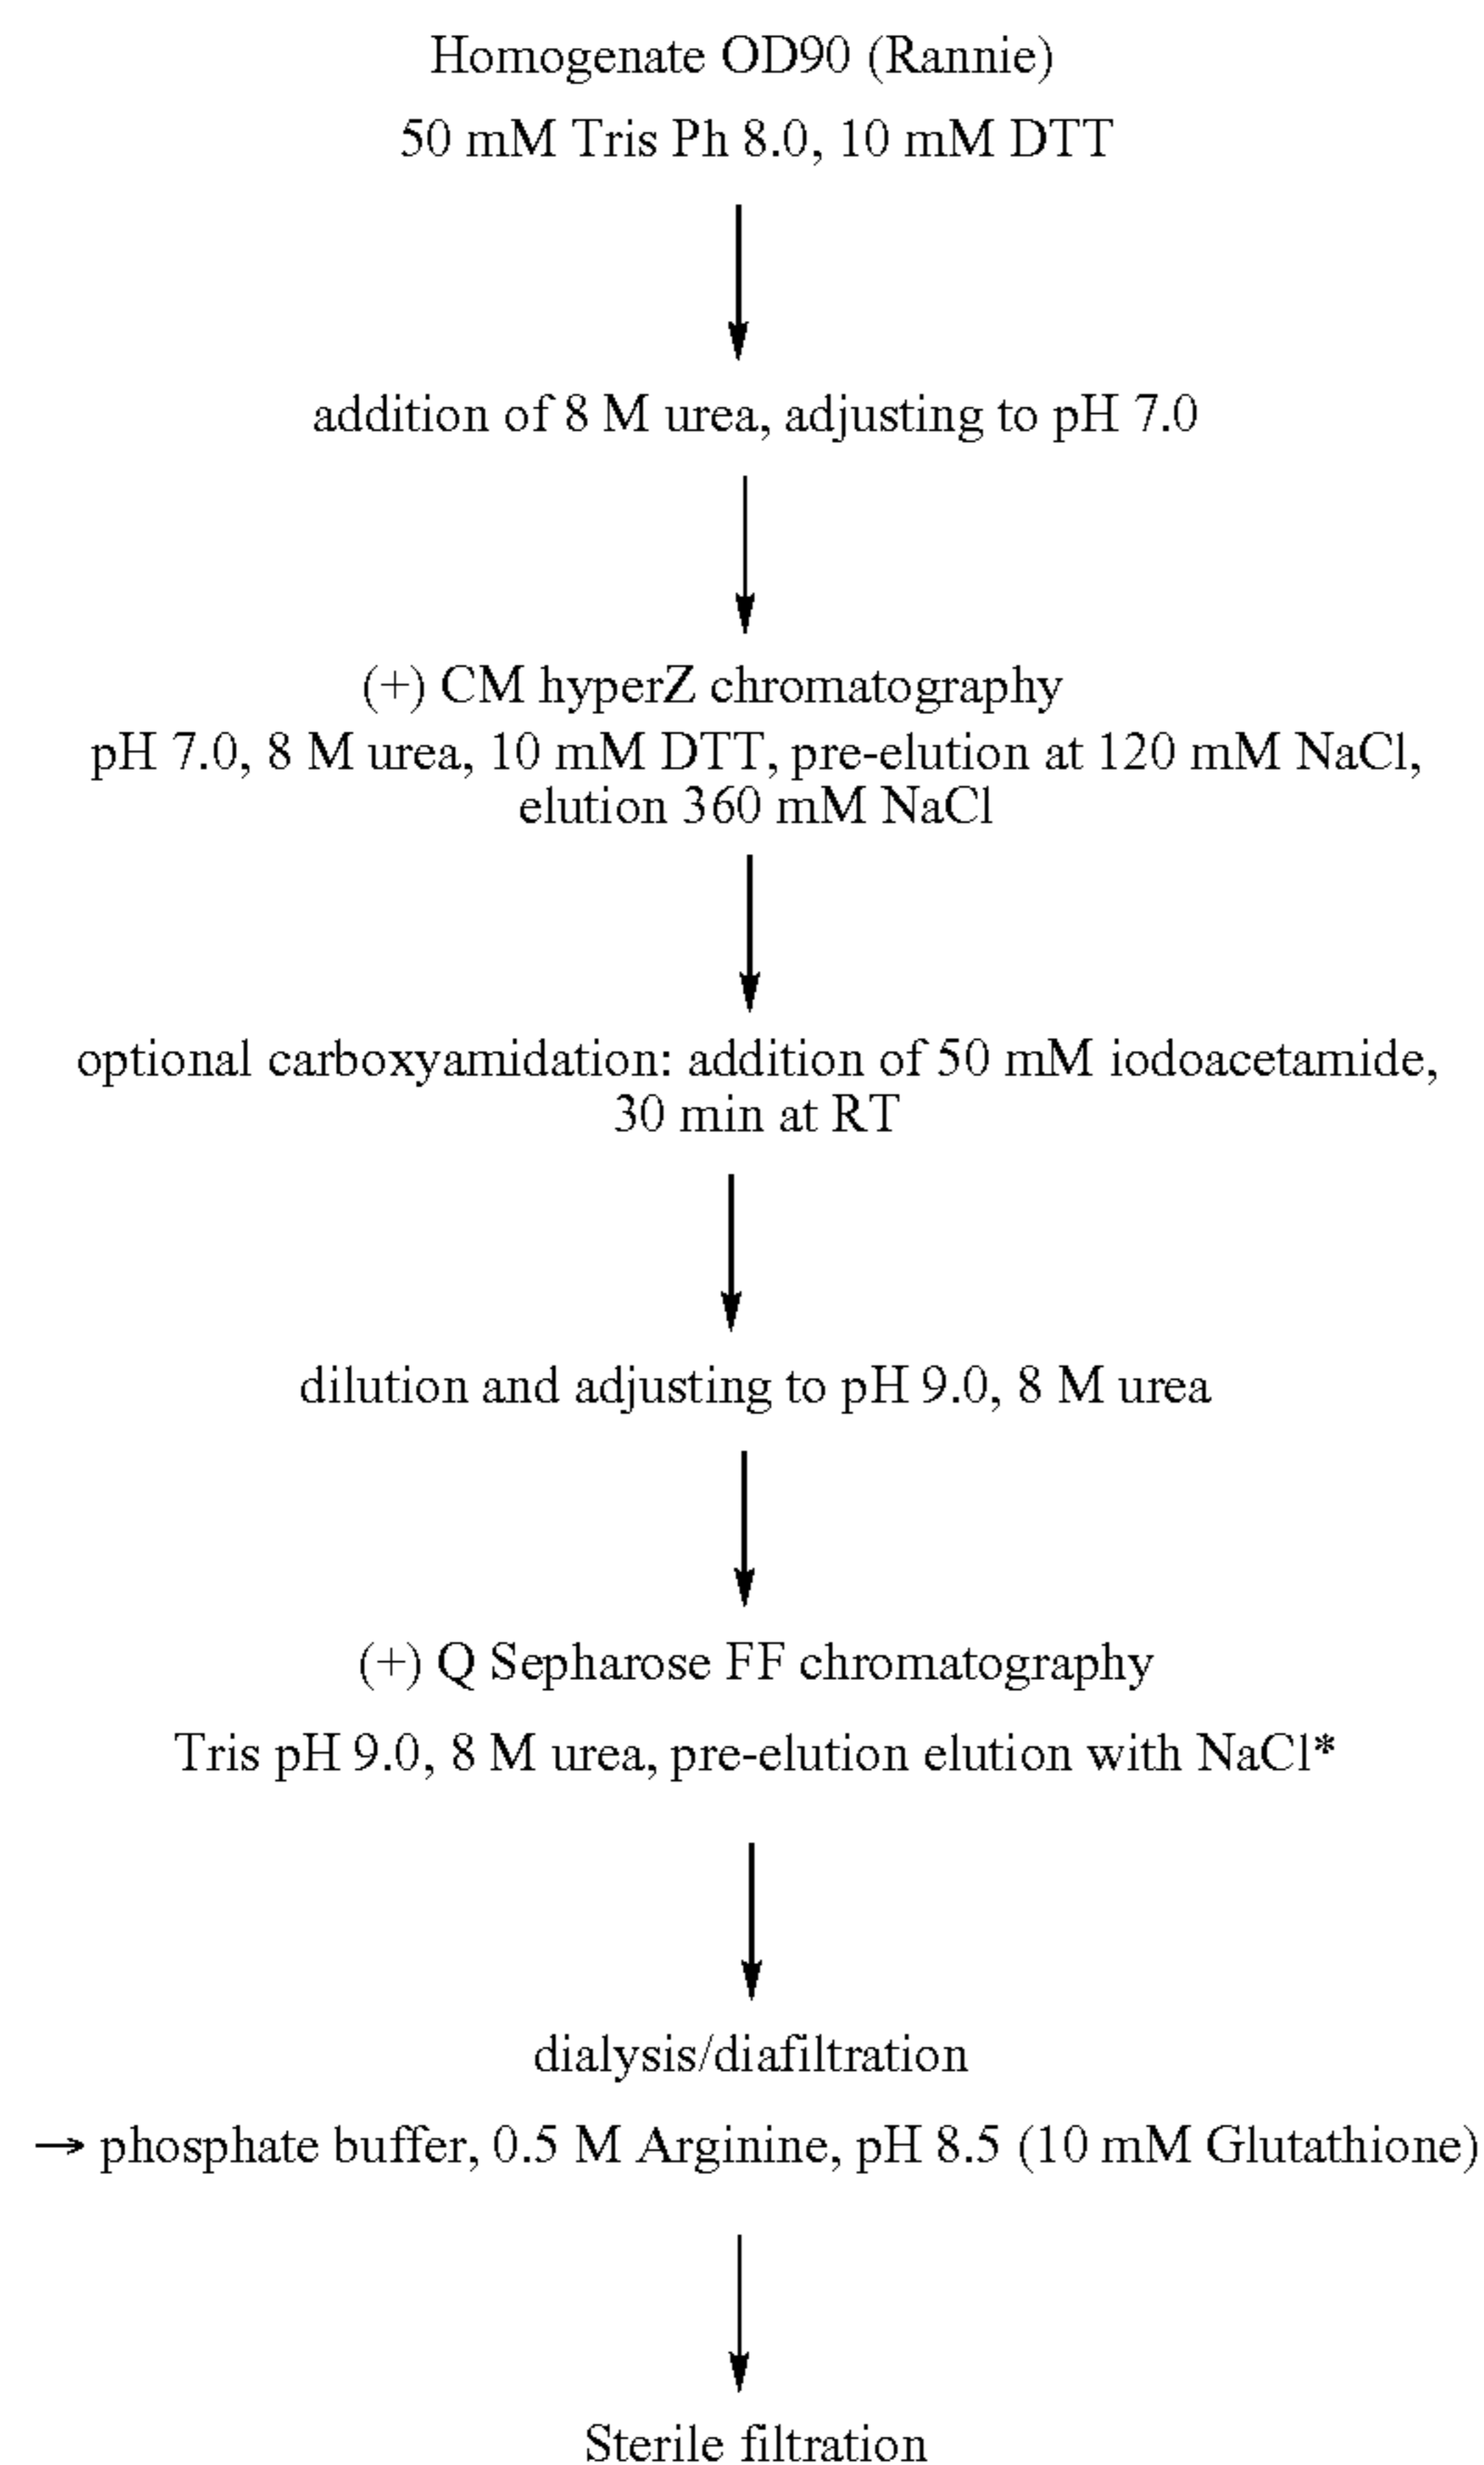 Homogenate OD90 (Rannie)
50 mM Tris Ph 8.0, 10 mM DTT
addition of 8 M urea, adjusting to pH 7.0
(+) CM hyperZ chromatography
pH 7.0, 8 M urea, 10 mM DTT, pre-elution at 120 mM NaCl,
elution 360 mM NaCl
optional carboxyamidation: addition of 50 mM iodoacetamide,
30 min at RT
dilution and adjusting to pH 9.0, 8 M urea
(+) Q Sepharose FF chromatography
Tris pH 9.0, 8 M urea, pre-elution elution with NaCl*
dialysis/diafiltration
→ phosphate buffer, 0.5 M Arginine, pH 8.5 (10 mM Glutathione)
Sterile filtration